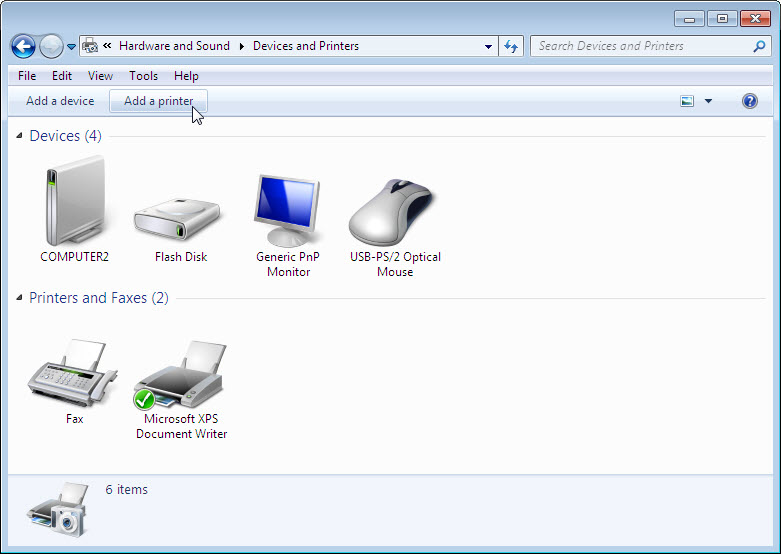 « Hardware and Sound ▸ Devices and Printers
Search Devices and Printers
File Edit View Tools Help
Add a device Add a printer
Devices (4)
COMPUTER2
Flash Disk
Generic PnP
Monitor
USB-PS/2 Optical
Mouse
Printers and Faxes (2)
Fax
Microsoft XPS
Document Writer
6 items